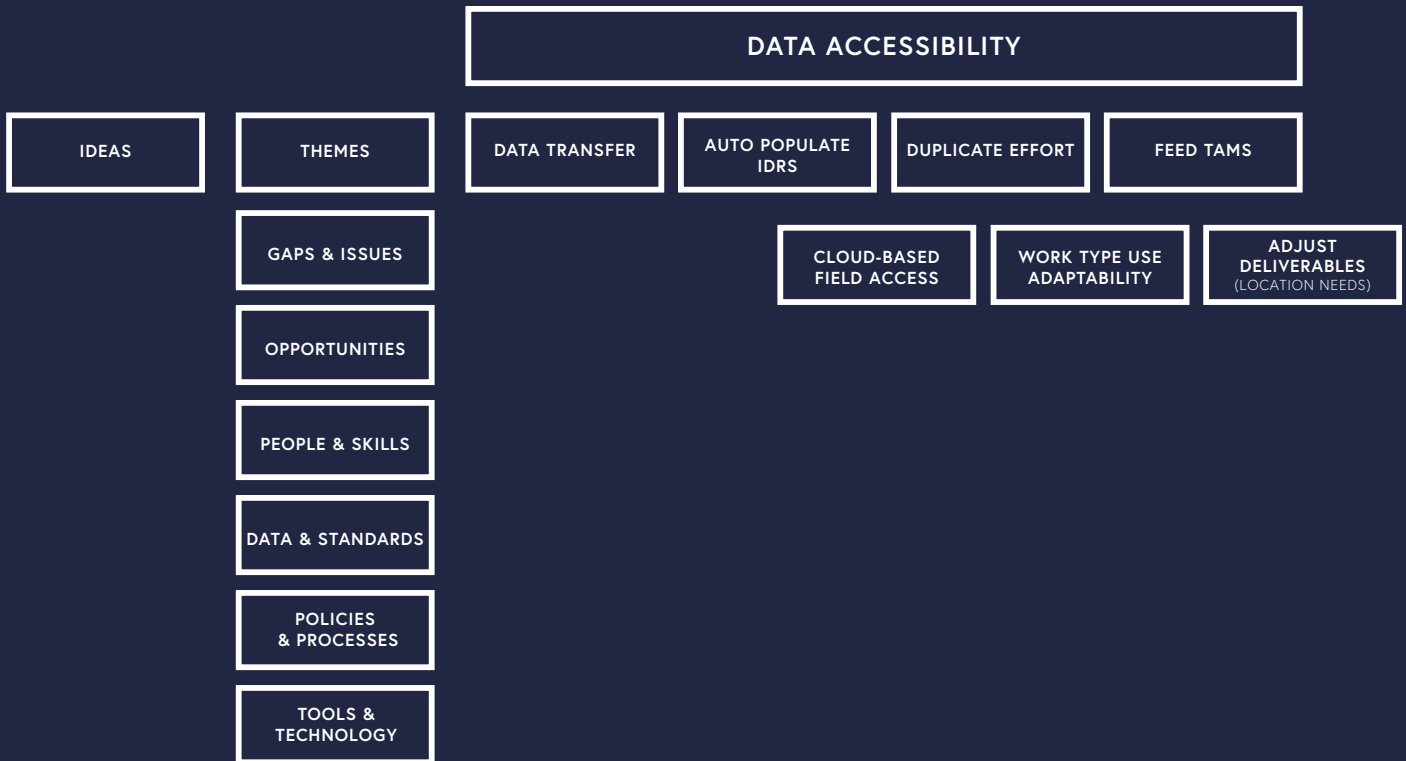 DATA ACCESSIBILITY
IDEAS
THEMES
DATA TRANSFER
AUTO POPULATE
IDRS
DUPLICATE EFFORT
FEED TAMS
GAPS & ISSUES
CLOUD-BASED
FIELD ACCESS
WORK TYPE USE
ADAPTABILITY
ADJUST
DELIVERABLES
(LOCATION NEEDS)
OPPORTUNITIES
PEOPLE & SKILLS
DATA & STANDARDS
POLICIES
& PROCESSES
TOOLS &
TECHNOLOGY